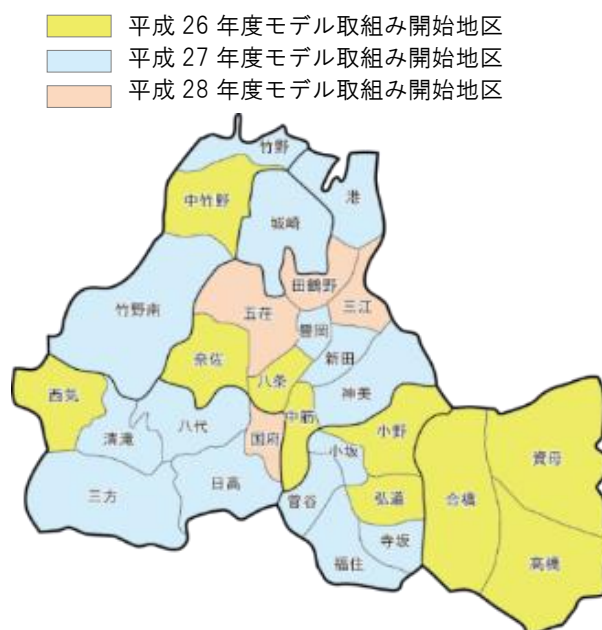 平成 26 年度モデル取組み開始地区
平成 27 年度モデル取組み開始地区
平成 28 年度モデル取組み開始地区
竹野
港
中竹野
城崎
田鶴野
三江
竹野南
五荘
豊岡
新田
奈佐
八条
神美
西気
中筋
小野
清滝
八代
国府
小坂
資母
日高
三方
菅谷
弘道
合橋
寺坂
福住
高橋